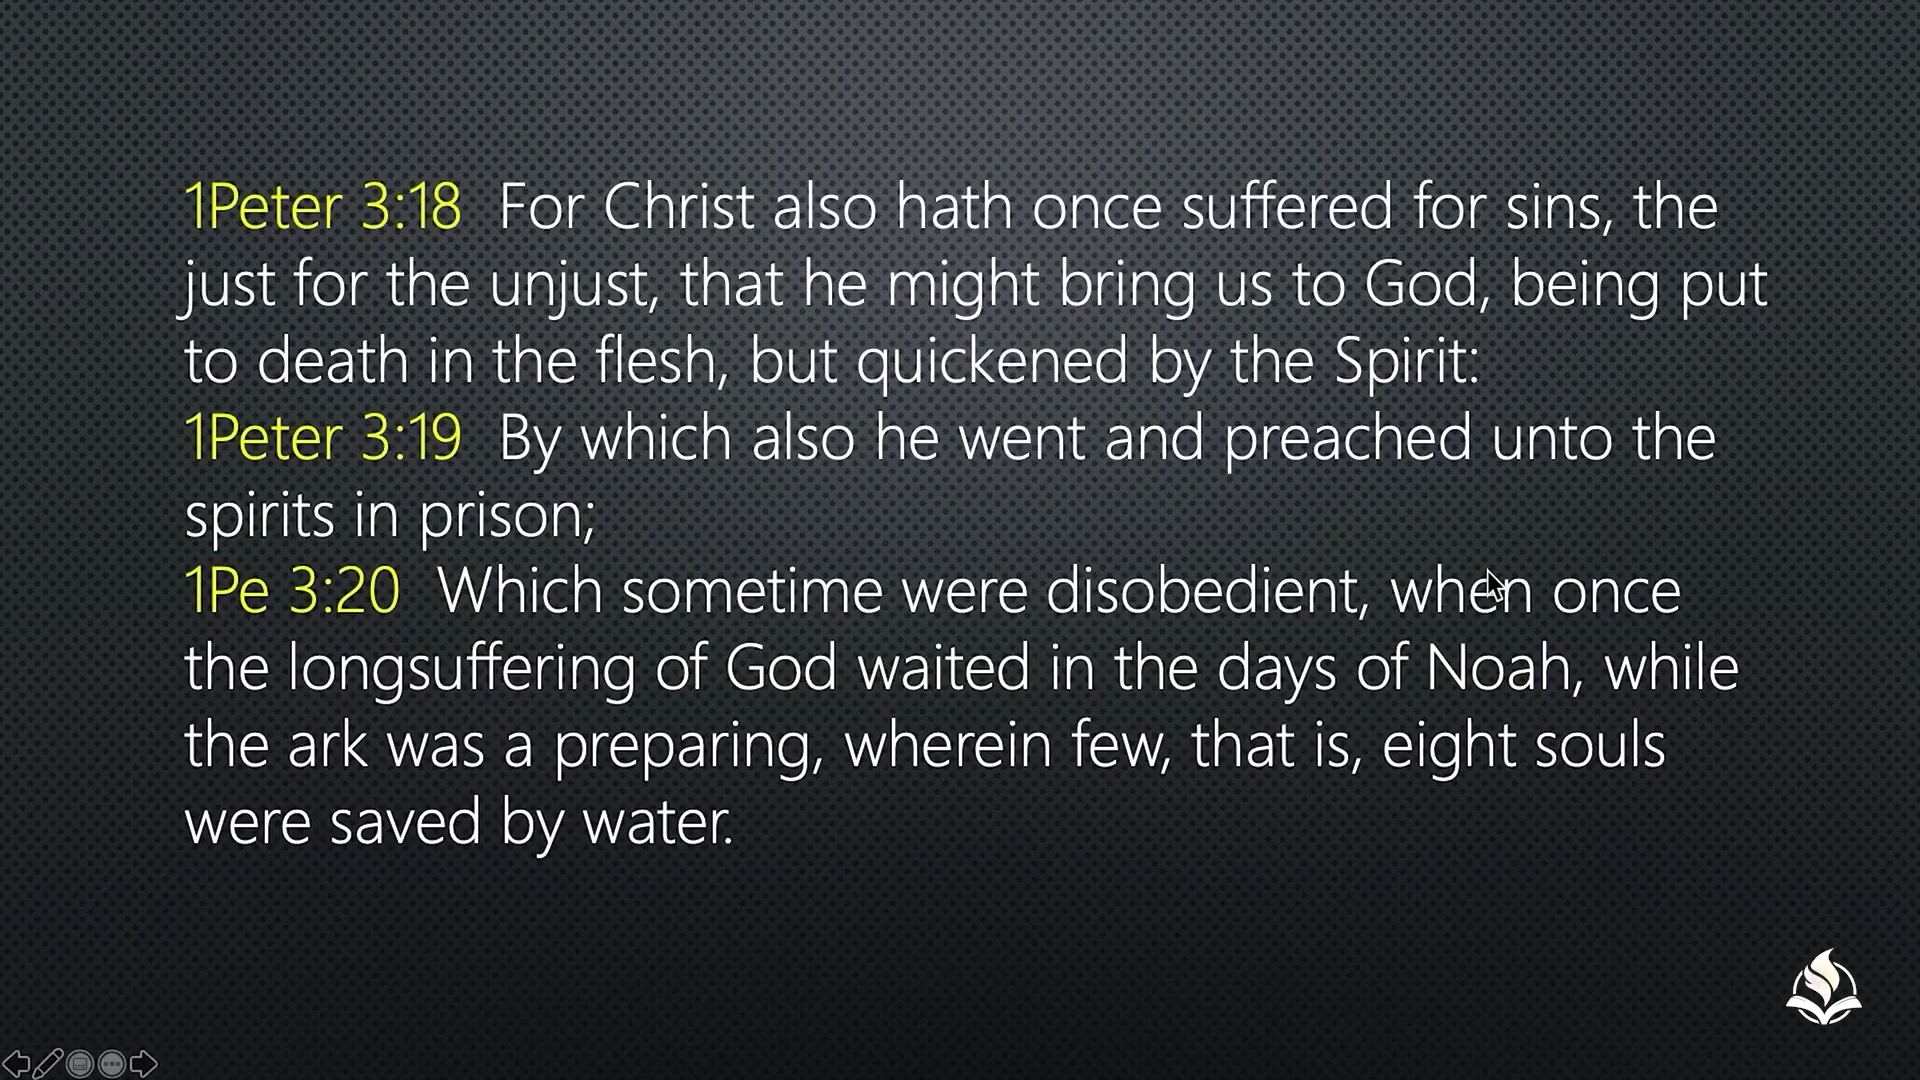 1Peter 3:18 For Christ also hath once suffered for sins, the
just for the unjust, that he might bring us to God, being put
to death in the flesh, but quickened by the Spirit:
1Peter 3:19 By which also he went and preached unto the
spirits in prison;
1Pe 3:20 Which sometime were disobedient, when once
the longsuffering of God waited in the days of Noah, while
the ark was a preparing, wherein few, that is, eight souls
were saved by water.